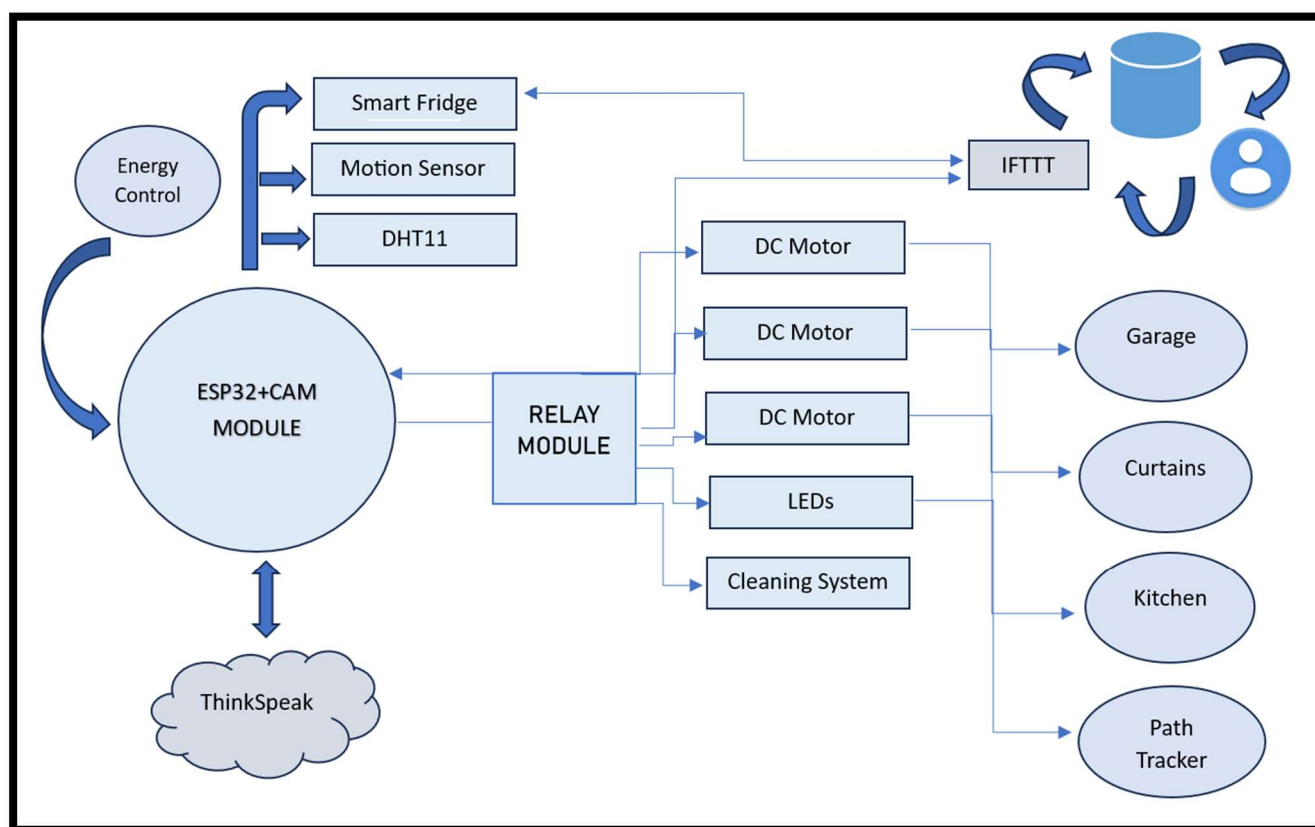 Smart Fridge
Energy
Control
Motion Sensor
DHT11
IFTTT
DC Motor
DC Motor
DC Motor
LEDs
Cleaning System
ESP32+CAM
MODULE
RELAY
MODULE
ThinkSpeak
Garage
Curtains
Kitchen
Path
Tracker